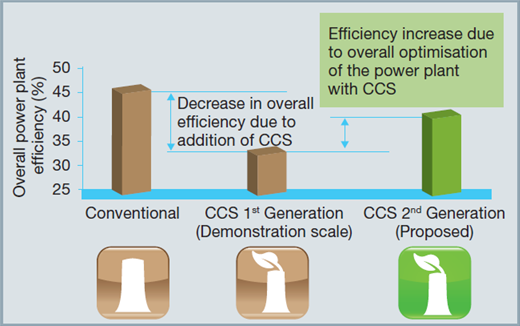 Efficiency increase due
to overall optimisation
of the power plant
with CCS
Overall power plant
efficiency (%)
50
45
40
35
30
25
Decrease in overall
efficiency due to
addition of CCS
Conventional
CCS 1st Generation
(Demonstration scale)
CCS 2nd Generation
(Proposed)